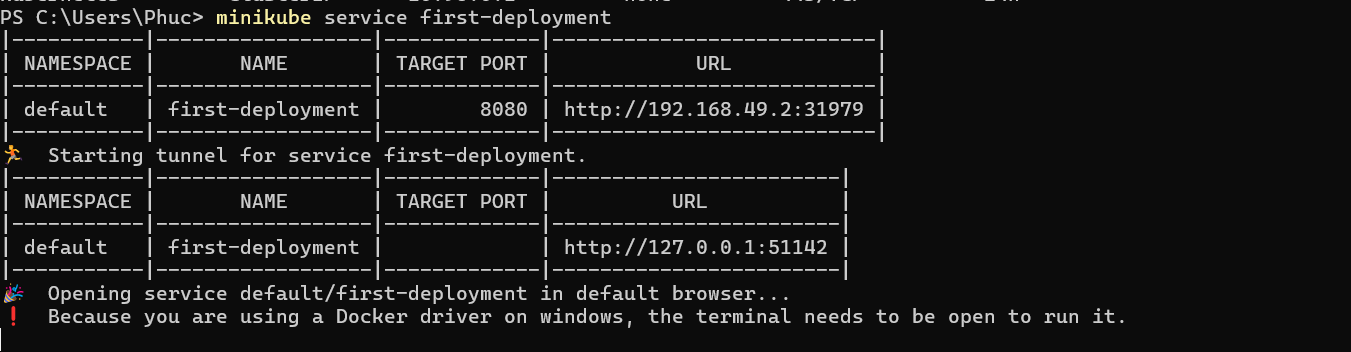 PS C:\Users\Phuc> minikube service first-deployment
|-----------|------------------|-------------|---------------------------|
| NAMESPACE |       NAME       | TARGET PORT |            URL            |
|-----------|------------------|-------------|---------------------------|
| default   | first-deployment |        8080 | http://192.168.49.2:31979 |
|-----------|------------------|-------------|---------------------------|
🏃  Starting tunnel for service first-deployment.
|-----------|------------------|-------------|------------------------|
| NAMESPACE |       NAME       | TARGET PORT |          URL           |
|-----------|------------------|-------------|------------------------|
| default   | first-deployment |             | http://127.0.0.1:51142 |
|-----------|------------------|-------------|------------------------|
🎉  Opening service default/first-deployment in default browser...
❗  Because you are using a Docker driver on windows, the terminal needs to be open to run it.